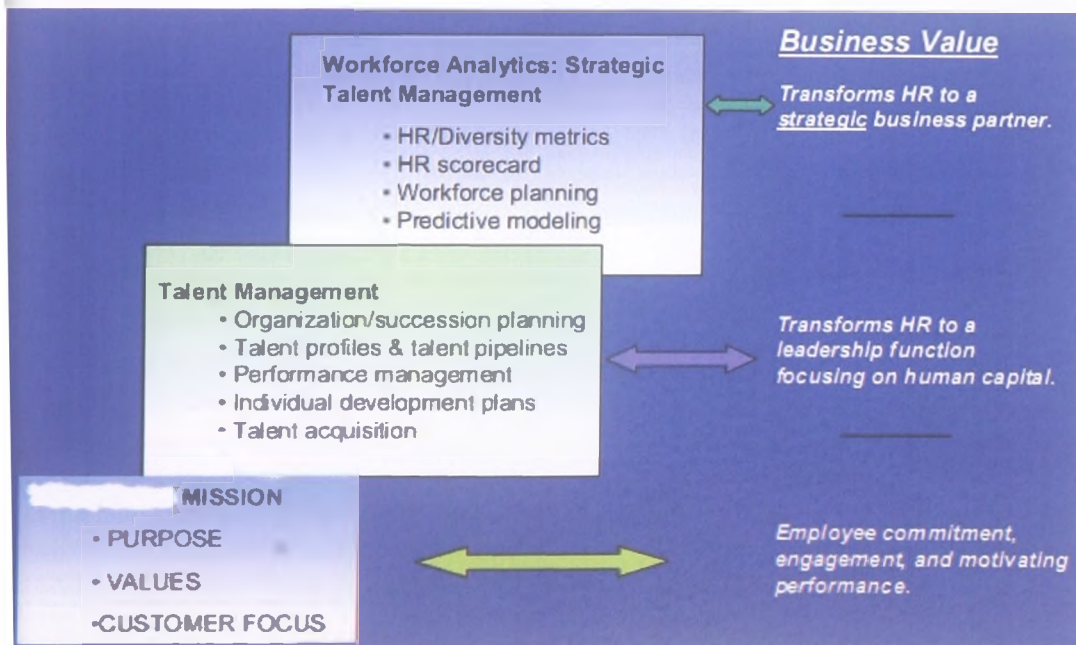 Business Value
Workforce Analytics: Strategic
Talent Management
• HR/Diversity metrics
• HR scorecard
• Workforce planning
• Predictive modeling
Transforms HR to a
strategic business partner.
Talent Management
• Organization/succession planning
• Talent profiles & talent pipelines
• Performance management
• Individual development plans
• Talent acquisition
Transforms HR to a
leadership function
focusing on human capital.
MISSION
• PURPOSE
• VALUES
•CUSTOMER FOCUS
Employee commitment,
engagement, and motivating
performance.